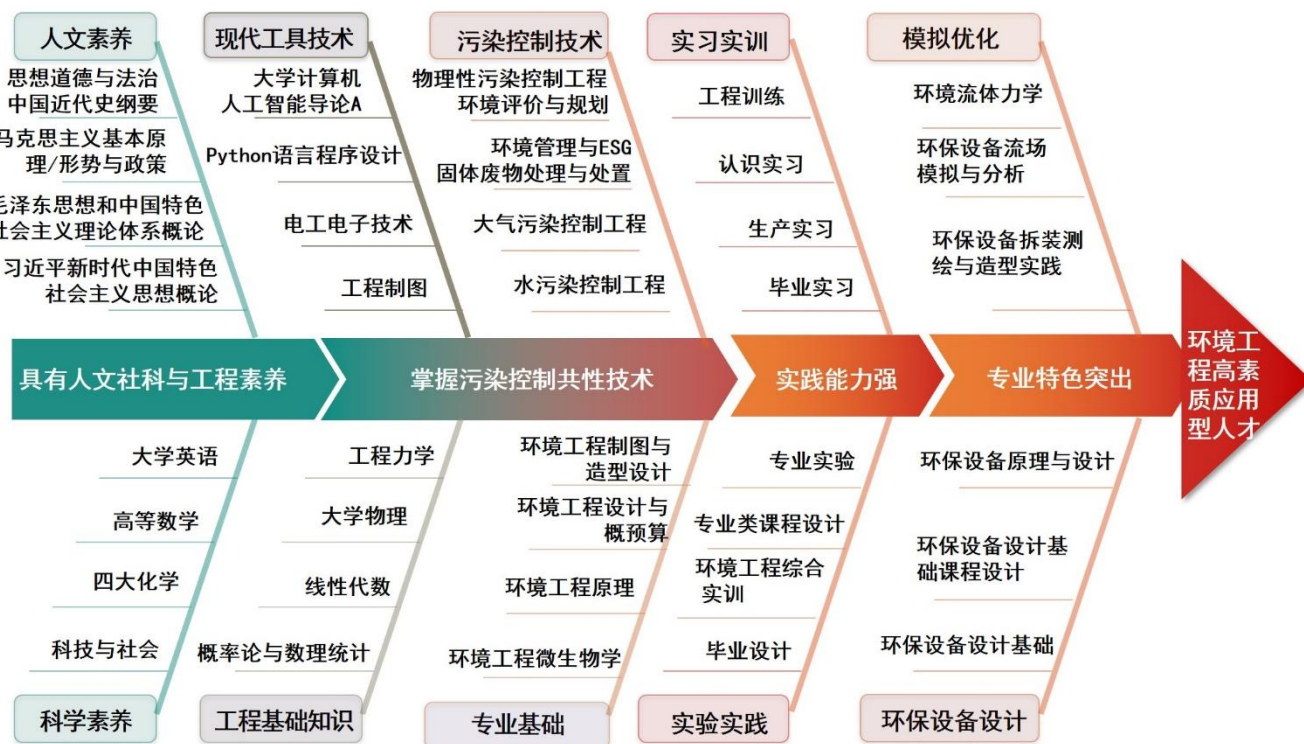 人文素养
思想道德与法治
中国近代史纲要
马克思主义基本原
理/形势与政策
毛泽东思想和中国特色
社会主义理论体系概论
习近平新时代中国特色
社会主义思想概论
现代工具技术
大学计算机
人工智能导论A
Python语言程序设计
电工电子技术
工程制图
污染控制技术
物理性污染控制工程
环境评价与规划
环境管理与ESG
固体废物处理与处置
大气污染控制工程
水污染控制工程
实习实训
工程训练
认识实习
生产实习
毕业实习
模拟优化
环境流体力学
环保设备流场
模拟与分析
环保设备拆装测
绘与造型实践
具有人文社科与工程素养
掌握污染控制共性技术
实践能力强
专业特色突出
环境工
程高素
质应用
型人才
大学英语
高等数学
四大化学
科技与社会
科学素养
工程力学
大学物理
线性代数
概率论与数理统计
工程基础知识
环境工程制图与
造型设计
环境工程设计与
概预算
环境工程原理
环境工程微生物学
专业基础
专业实验
专业类课程设计
环境工程综合
实训
毕业设计
实验实践
环保设备原理与设计
环保设备设计基
础课程设计
环保设备设计基础
环保设备设计